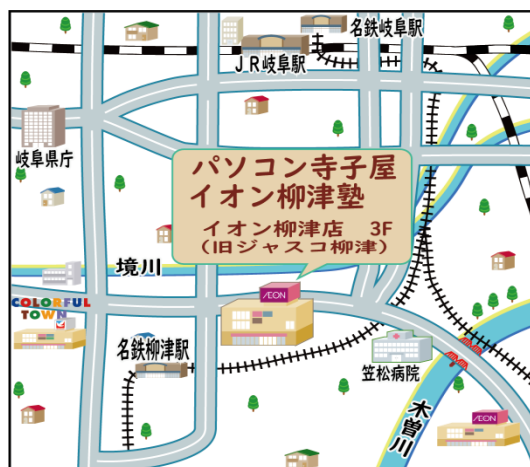 名鉄岐阜駅
JR岐阜駅
岐阜県庁
パソコン寺子屋
イオン柳津塾
イオン柳津店 3F
(旧ジャスコ柳津)
境川
COLORFUL
TOWN
ÆON
名鉄柳津駅
笠松病院
木曽川
ÆON